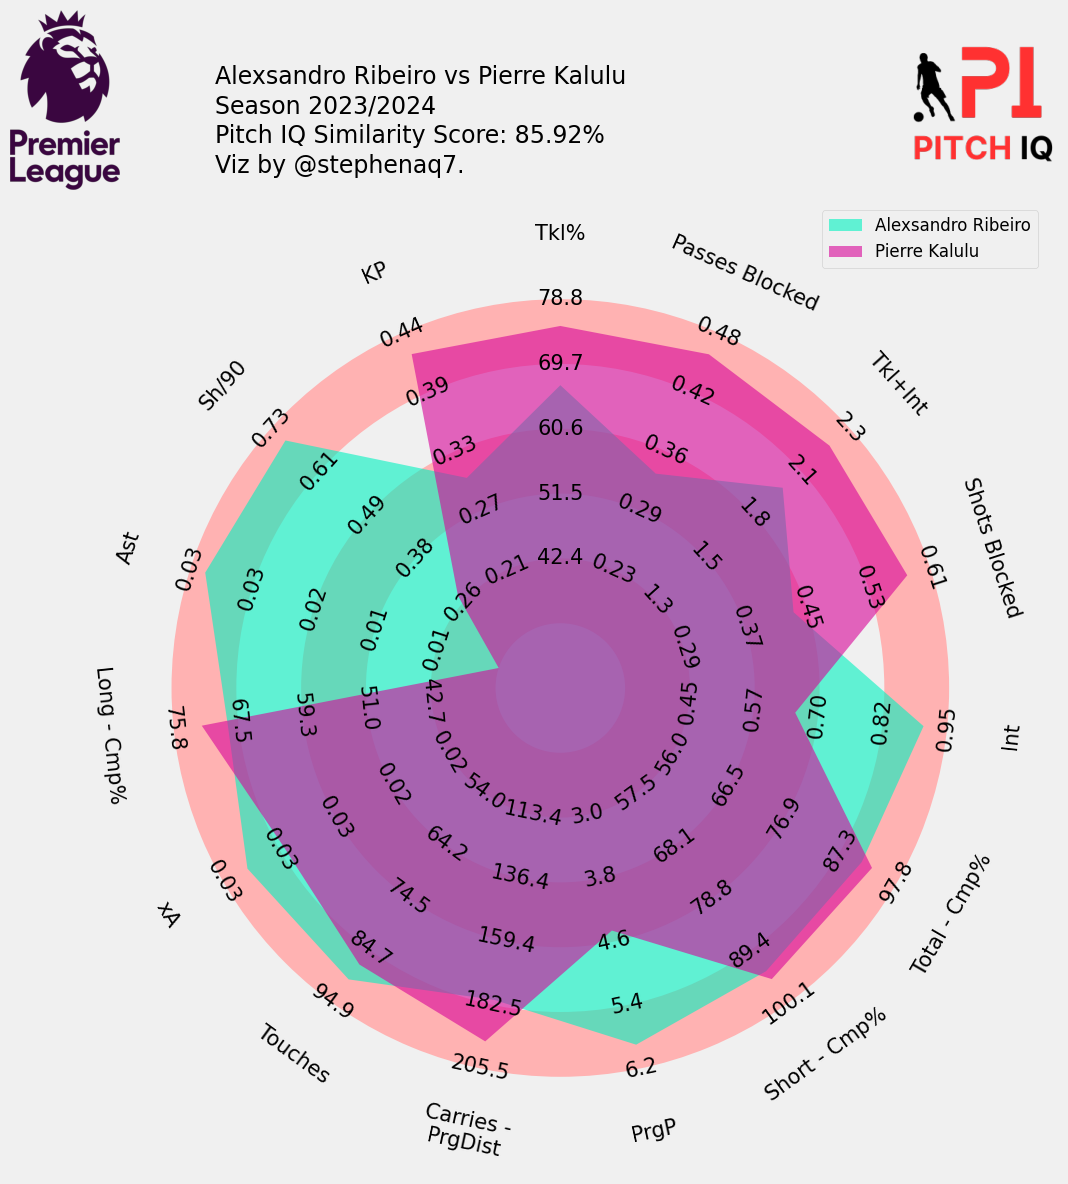 Premier
League
Alexsandro Ribeiro vs Pierre Kalulu
Season 2023/2024
Pitch IQ Similarity Score: 85.92%
Viz by @stephenaq7.
PI
PITCH IQ
Alexsandro Ribeiro
Pierre Kalulu
Tkl%
78.8
69.7
60.6
51.5
42.4
Passes Blocked
0.48
0.42
0.36
0.29
0.23
Tkl+Int
2.3
2.1
1.8
1.5
1.3
Shots Blocked
0.61
0.53
0.45
0.37
0.29
Int
0.95
0.82
0.70
0.57
0.45
Total - Cmp%
97.8
87.3
76.9
66.5
56.0
Short - Cmp%
100.1
89.4
78.8
68.1
57.5
PrgP
6.2
5.4
4.6
3.8
3.0
Carries -
PrgDist
205.5
182.5
159.4
136.4
113.4
Touches
94.9
84.7
74.5
64.2
54.0
xA
0.03
0.03
0.03
0.02
0.02
Long - Cmp%
75.8
67.5
59.3
51.0
42.7
Ast
0.03
0.03
0.02
0.01
0.01
Sh/90
0.73
0.61
0.49
0.38
0.26
KP
0.44
0.39
0.33
0.27
0.21